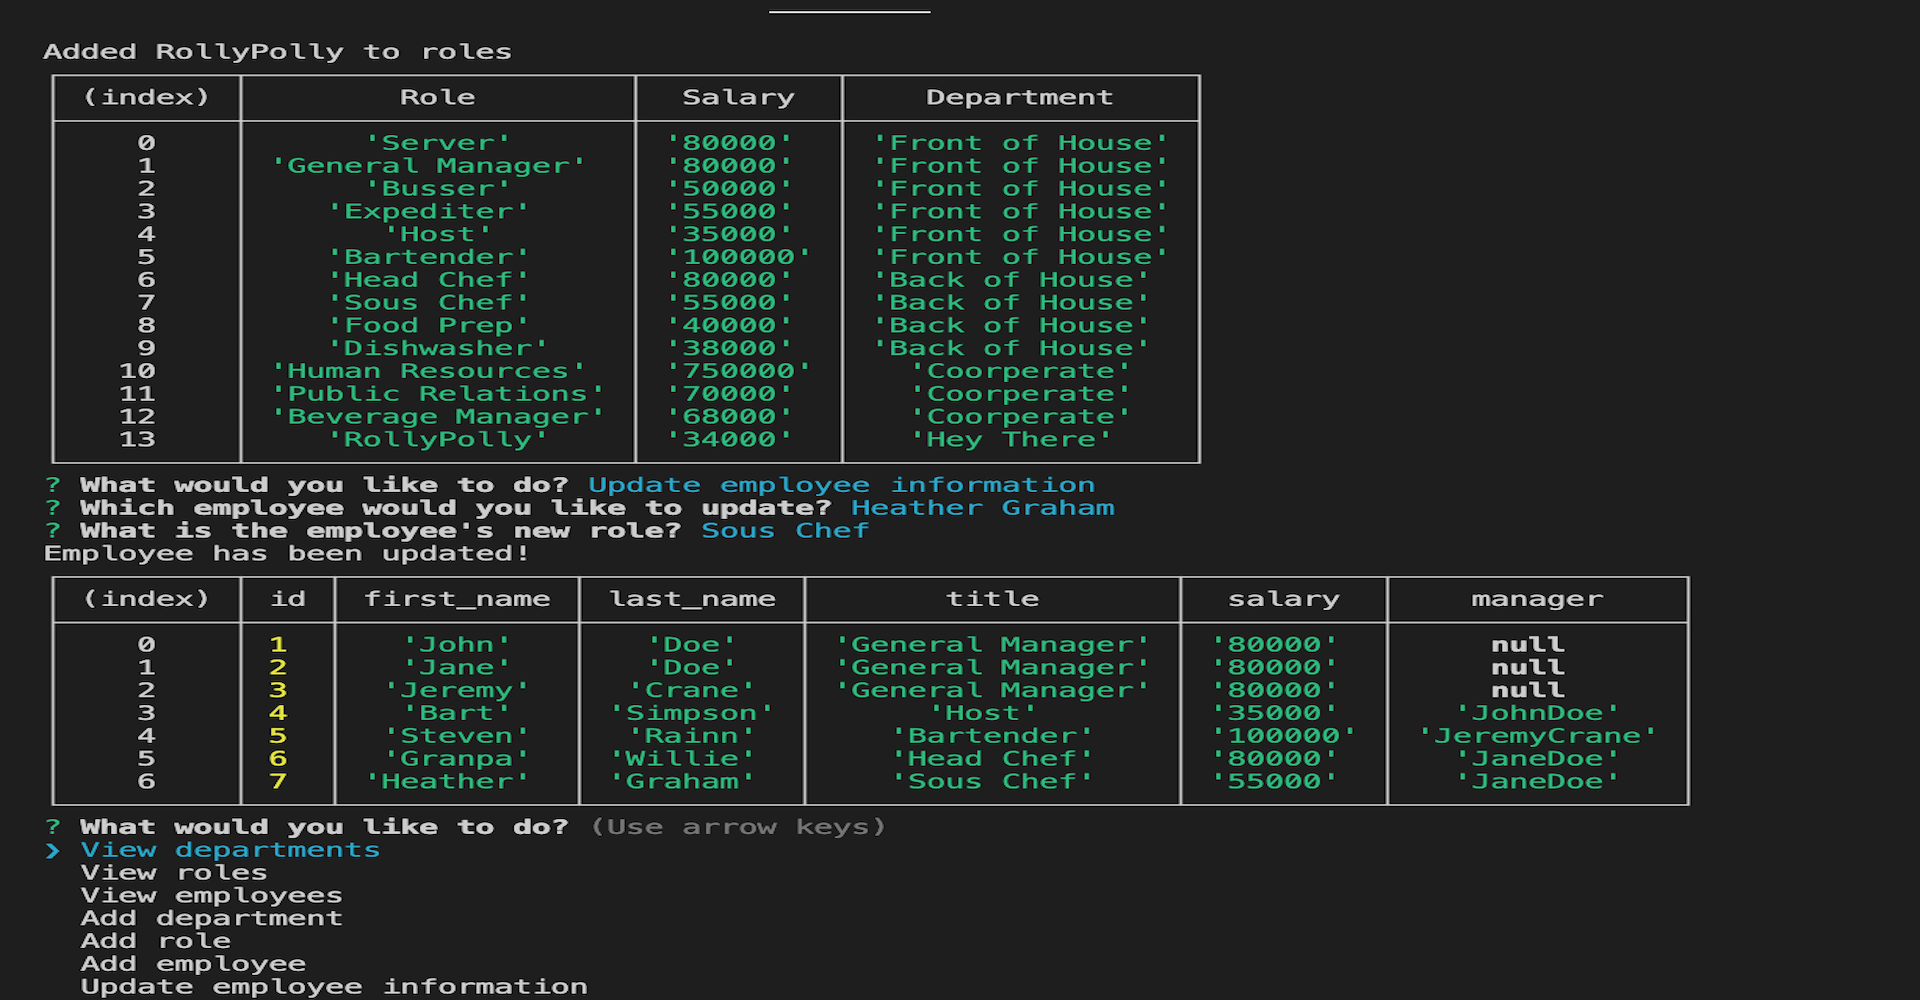 Added RollyPolly to roles
(index) Role Salary Department
0 'Server' '80000' 'Front of House'
1 'General Manager' '80000' 'Front of House'
2 'Busser' '50000' 'Front of House'
3 'Expediter' '55000' 'Front of House'
4 'Host' '35000' 'Front of House'
5 'Bartender' '100000' 'Front of House'
6 'Head Chef' '80000' 'Back of House'
7 'Sous Chef' '55000' 'Back of House'
8 'Food Prep' '40000' 'Back of House'
9 'Dishwasher' '38000' 'Back of House'
10 'Human Resources' '750000' 'Coorperate'
11 'Public Relations' '70000' 'Coorperate'
12 'Beverage Manager' '68000' 'Coorperate'
13 'RollyPolly' '34000' 'Hey There'
? What would you like to do? Update employee information
? Which employee would you like to update? Heather Graham
? What is the employee's new role? Sous Chef
Employee has been updated!
(index) id first_name last_name title salary manager
0 1 'John' 'Doe' 'General Manager' '80000' null
1 2 'Jane' 'Doe' 'General Manager' '80000' null
2 3 'Jeremy' 'Crane' 'General Manager' '80000' null
3 4 'Bart' 'Simpson' 'Host' '35000' 'JohnDoe'
4 5 'Steven' 'Rainn' 'Bartender' '100000' 'JeremyCrane'
5 6 'Granpa' 'Willie' 'Head Chef' '80000' 'JaneDoe'
6 7 'Heather' 'Graham' 'Sous Chef' '55000' 'JaneDoe'
? What would you like to do? (Use arrow keys)
❯ View departments
View roles
View employees
Add department
Add role
Add employee
Update employee information